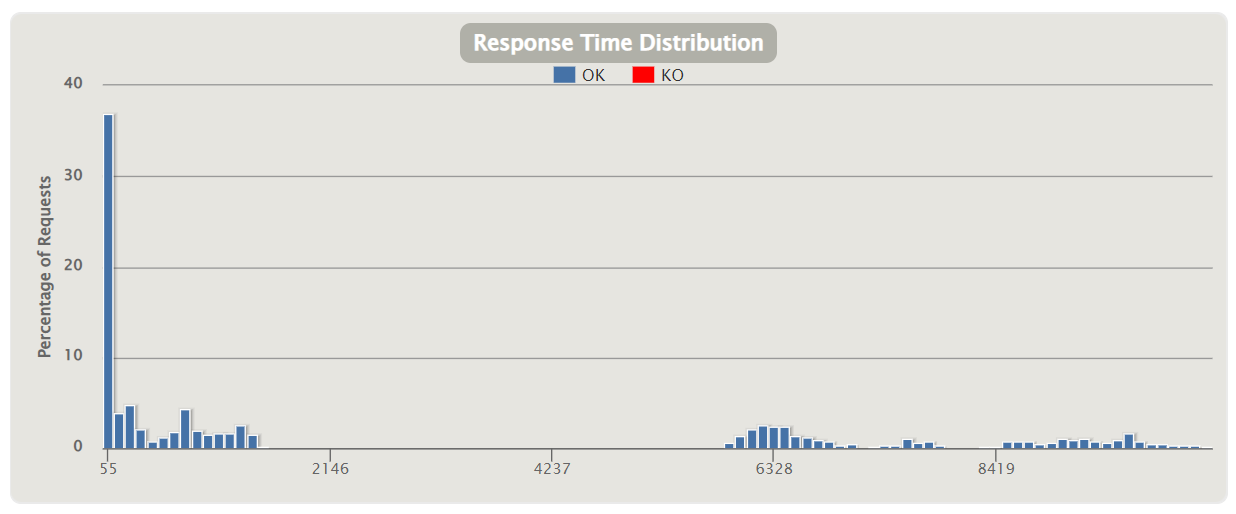 Response Time Distribution
OK KO
Percentage of Requests
40
30
20
10
0
55 2146 4237 6328 8419